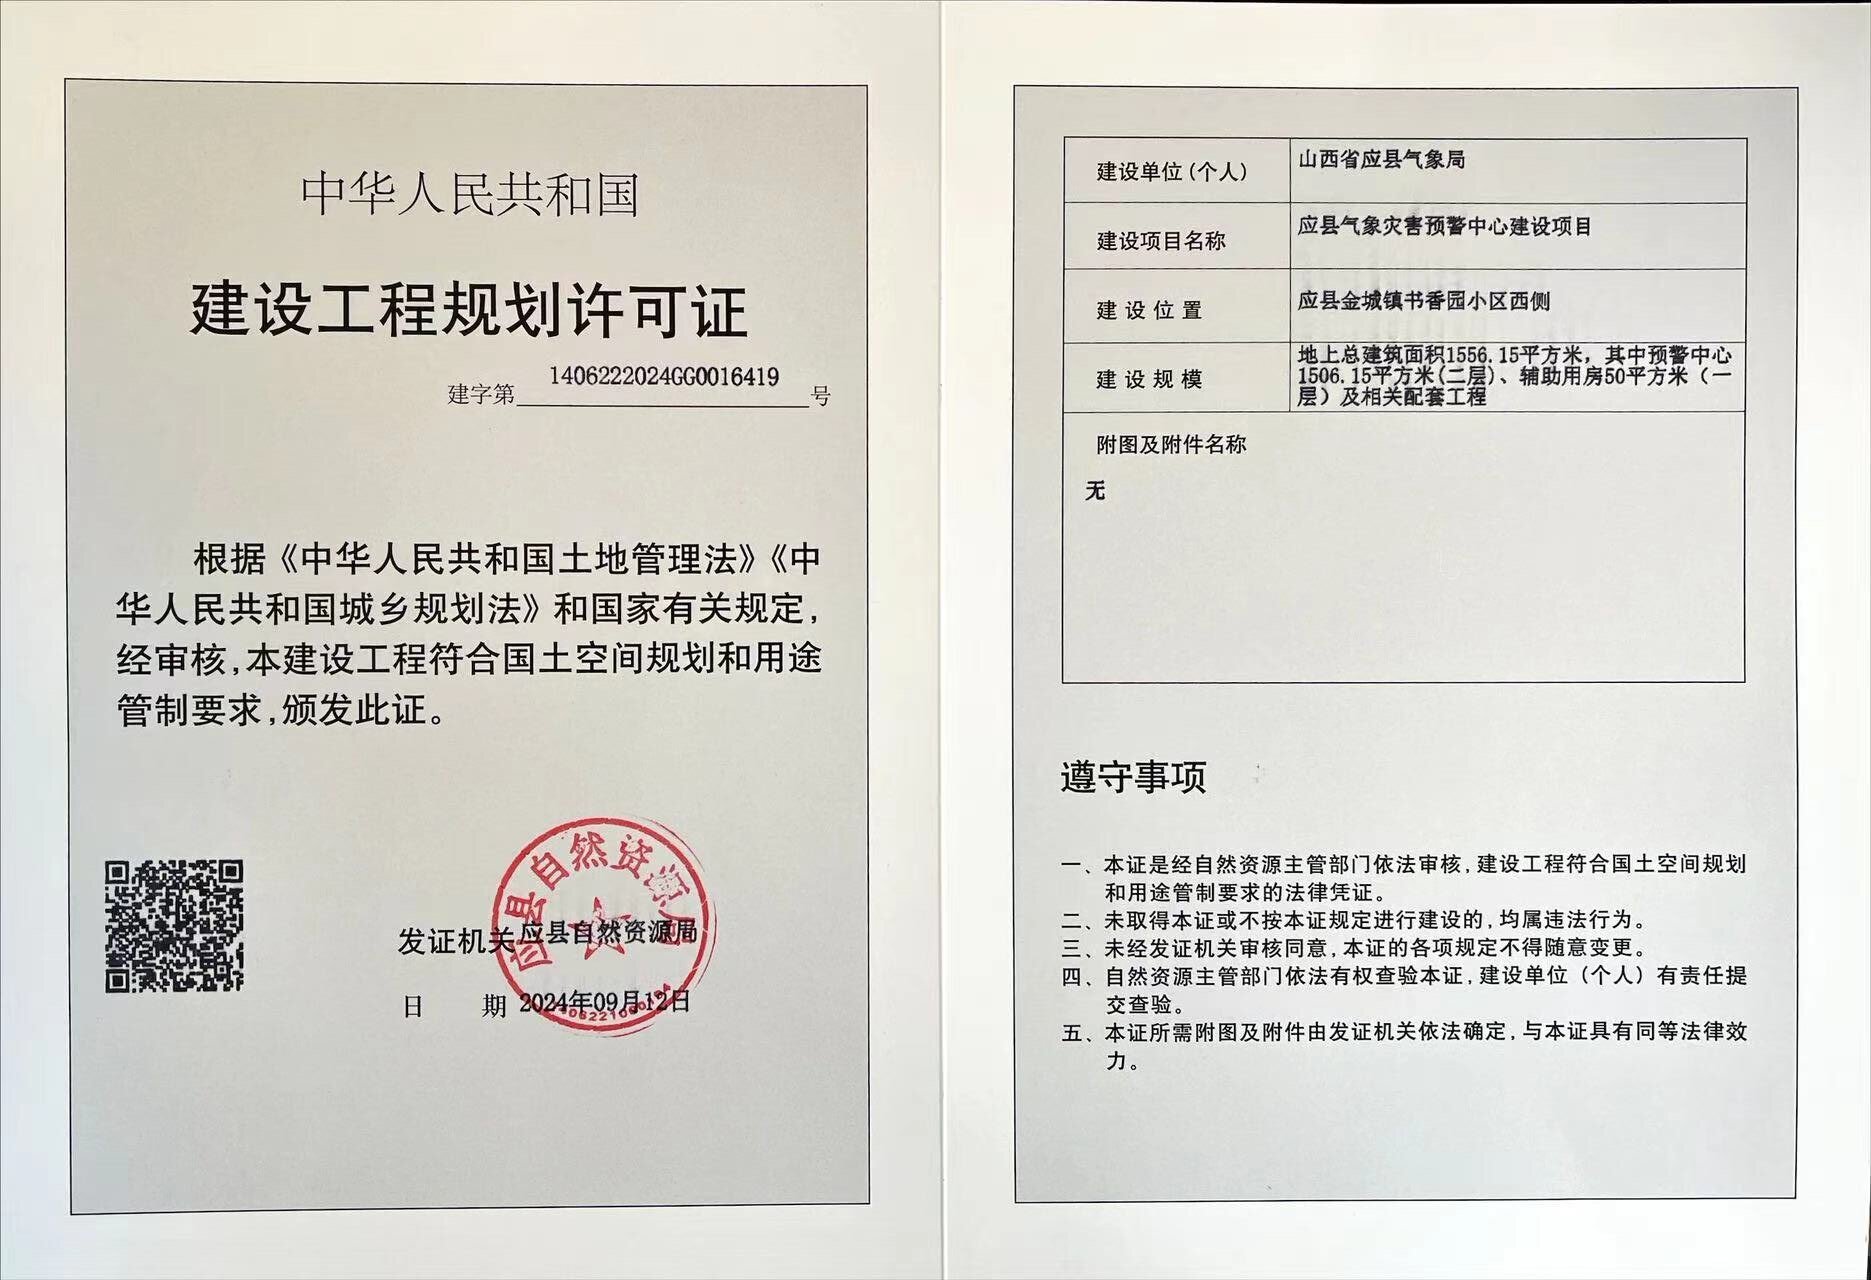 中华人民共和国
建设工程规划许可证
建字第 1406222024GG0016419 号
根据《中华人民共和国土地管理法》《中
华人民共和国城乡规划法》和国家有关规定，
经审核，本建设工程符合国土空间规划和用途
管制要求，颁发此证。
应县自然资源局
发证机关 应县自然资源局
日 期 2024年09月12日
建设单位(个人) 山西省应县气象局
建设项目名称 应县气象灾害预警中心建设项目
建设位置 应县金城镇书香园小区西侧
建设规模 地上总建筑面积1556.15平方米，其中预警中心
1506.15平方米(二层)、辅助用房50平方米（一
层）及相关配套工程
附图及附件名称
无
遵守事项
一、本证是经自然资源主管部门依法审核，建设工程符合国土空间规划
和用途管制要求的法律凭证。
二、未取得本证或不按本证规定进行建设的，均属违法行为。
三、未经发证机关审核同意，本证的各项规定不得随意变更。
四、自然资源主管部门依法有权查验本证，建设单位（个人）有责任提
交查验。
五、本证所需附图及附件由发证机关依法确定，与本证具有同等法律效
力。